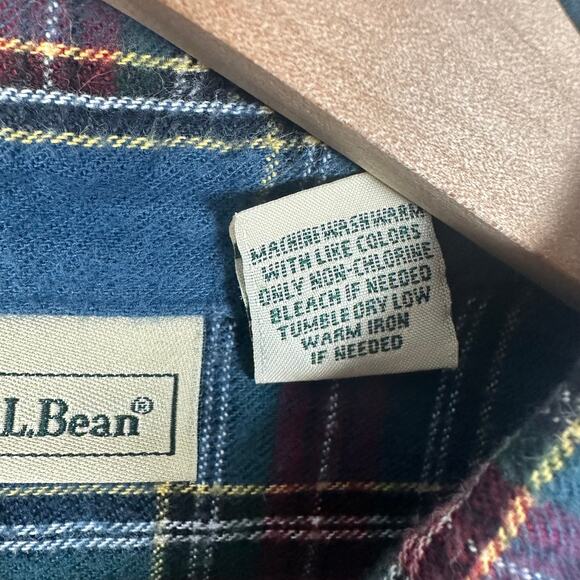 MACHINE WASH WARM
WITH LIKE COLORS
ONLY NON-CHLORINE
BLEACH IF NEEDED
TUMBLE DRY LOW
WARM IRON
IF NEEDED
.L.Bean®